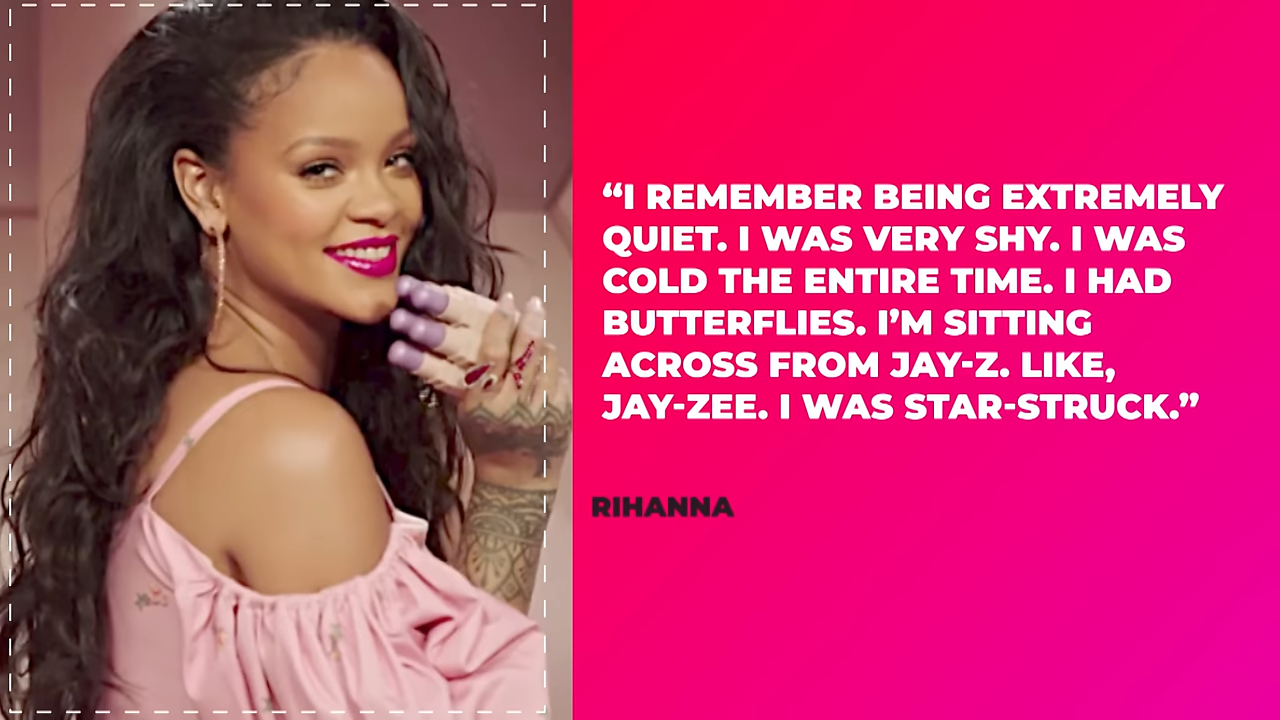 “I REMEMBER BEING EXTREMELY
QUIET. I WAS VERY SHY. I WAS
COLD THE ENTIRE TIME. I HAD
BUTTERFLIES. I’M SITTING
ACROSS FROM JAY-Z. LIKE,
JAY-ZEE. I WAS STAR-STRUCK.”
RIHANNA